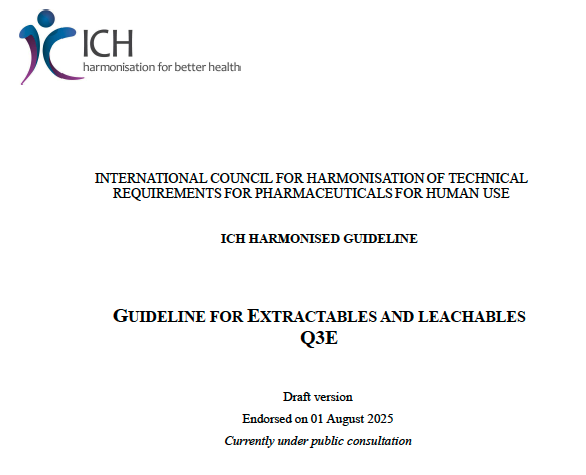 ICH
harmonisation for better health
INTERNATIONAL COUNCIL FOR HARMONISATION OF TECHNICAL
REQUIREMENTS FOR PHARMACEUTICALS FOR HUMAN USE
ICH HARMONISED GUIDELINE
GUIDELINE FOR EXTRACTABLES AND LEACHABLES
Q3E
Draft version
Endorsed on 01 August 2025
Currently under public consultation